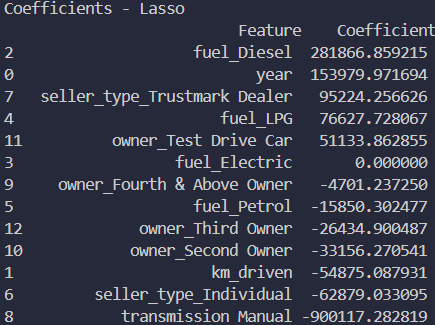 Coefficients - Lasso
Feature Coefficient
2 fuel_Diesel 281866.859215
0 year 153979.971694
7 seller_type_Trustmark Dealer 95224.256626
4 fuel_LPG 76627.728067
11 owner_Test Drive Car 51133.862855
3 fuel_Electric 0.000000
9 owner_Fourth & Above Owner -4701.237250
5 fuel_Petrol -15850.302477
12 owner_Third Owner -26434.900487
10 owner_Second Owner -33156.270541
1 km_driven -54875.087931
6 seller_type_Individual -62879.033095
8 transmission Manual -900117.282819